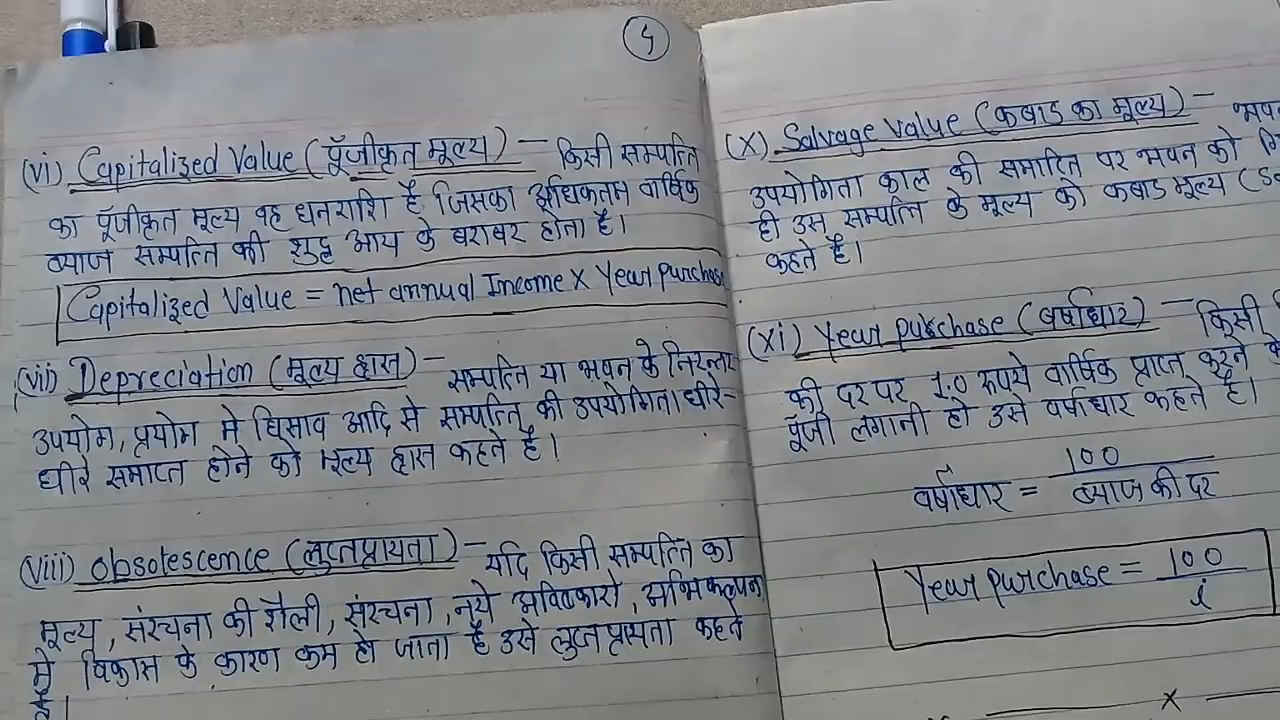 5
(vi) Capitalized Value (पूँजीकृत मूल्य) - किसी सम्पत्ति
का पूँजीकृत मूल्य वह धनराशि है जिसका अधिकतम वार्षिक
ब्याज सम्पत्ति की शुद्ध आय के बराबर होता है।
Capitalized Value = net annual Income × Year purchase
(vii) Depreciation (मूल्य ह्रास) - सम्पत्ति या भवन के निरन्तर
उपयोग, प्रयोग मे घिसाव आदि से सम्पत्ति की उपयोगिता धीरे-
धीरे समाप्त होने को मूल्य ह्रास कहते है।
(viii) obsolescence (लुप्तप्रायता) - यदि किसी सम्पत्ति का
मूल्य, संरचना की शैली, संरचना, नये अविष्कारो, अभिकल्पना
मे विकास के कारण कम हो जाता है उसे लुप्तप्रायता कहते
है।
(X) Salvage Value (कबाड का मूल्य) -
उपयोगिता काल की समाप्ति पर भवन को
ही उस सम्पत्ति के मूल्य को कबाड मूल्य
कहते है।
(xi) Year purchase (वर्षाधार) - किसी
की दर पर 1.0 रूपये वार्षिक प्राप्त करने
पूँजी लगानी हो उसे वर्षाधार कहते है।
वर्षाधार = 100
ब्याज की दर
Year purchase = 100
i
×